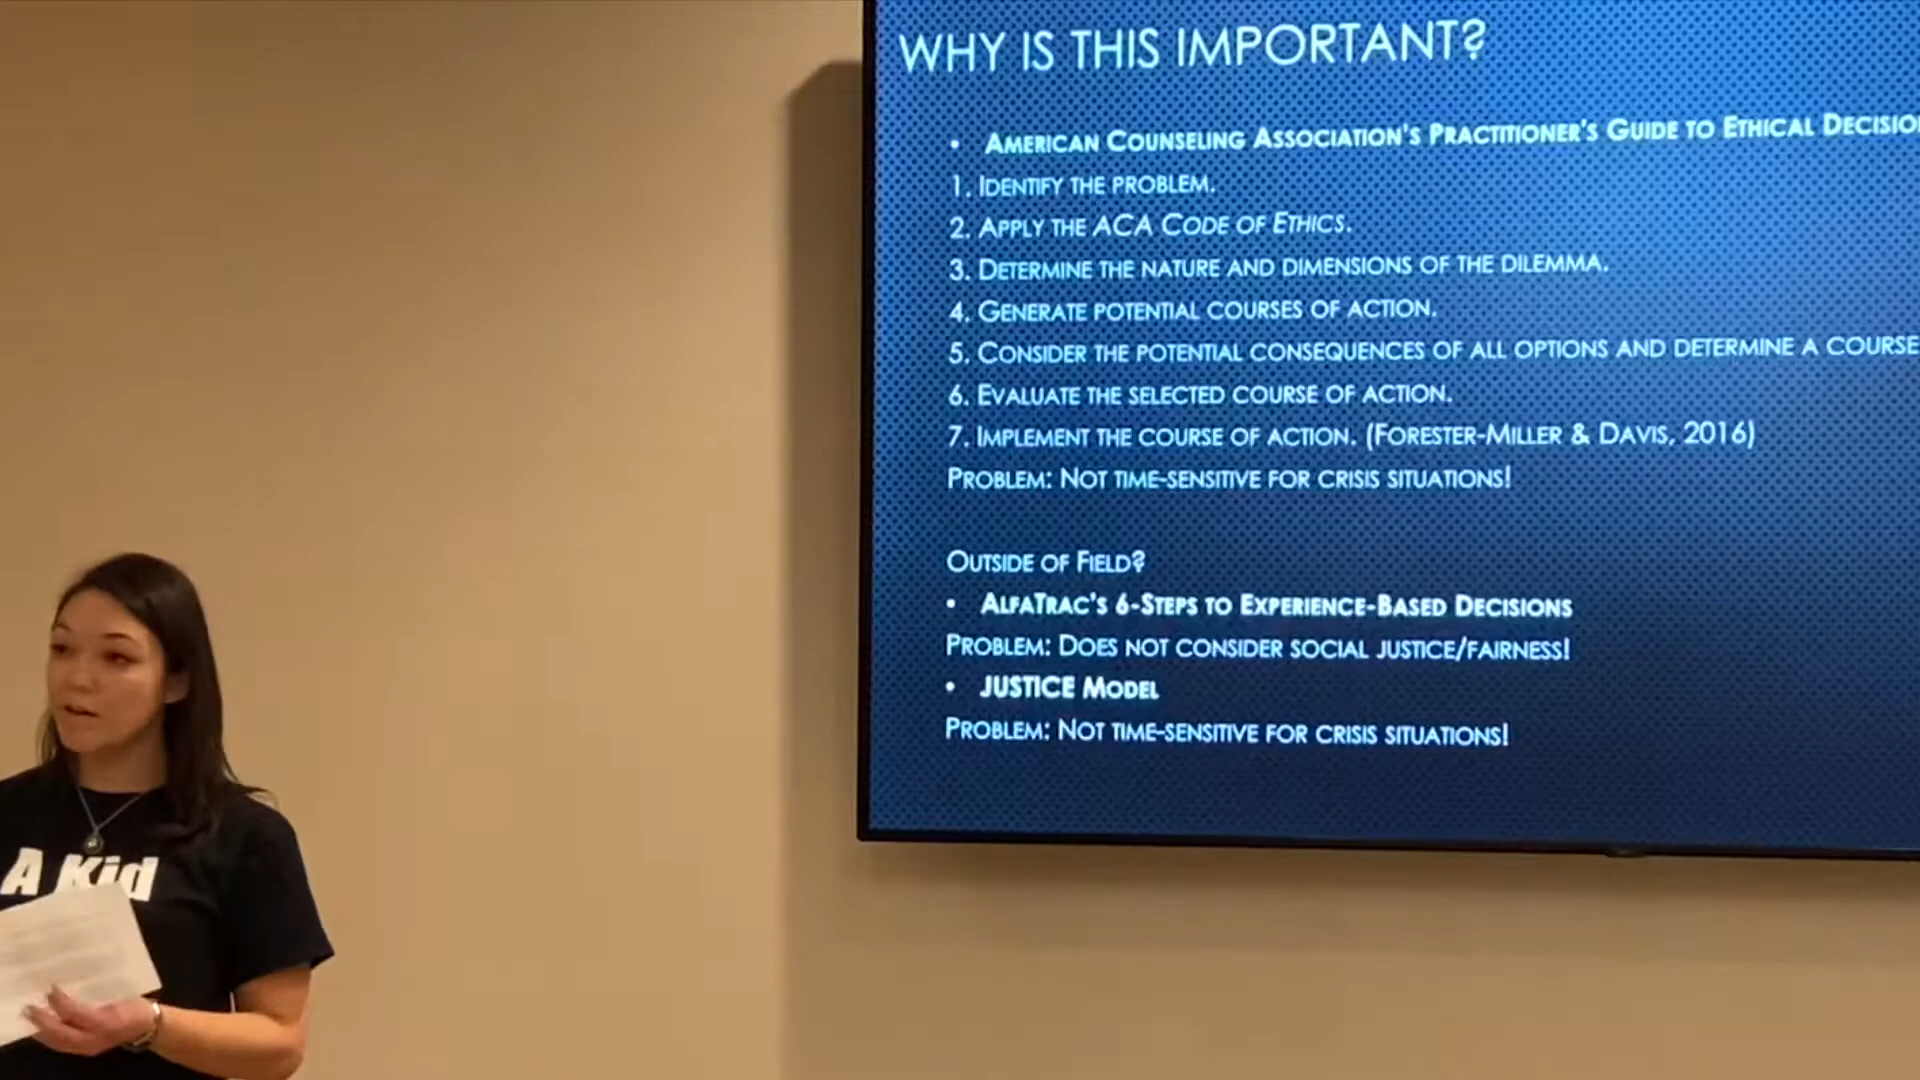 WHY IS THIS IMPORTANT?
• AMERICAN COUNSELING ASSOCIATION'S PRACTITIONER'S GUIDE TO ETHICAL DECISION
1. IDENTIFY THE PROBLEM.
2. APPLY THE ACA CODE OF ETHICS.
3. DETERMINE THE NATURE AND DIMENSIONS OF THE DILEMMA.
4. GENERATE POTENTIAL COURSES OF ACTION.
5. CONSIDER THE POTENTIAL CONSEQUENCES OF ALL OPTIONS AND DETERMINE A COURSE
6. EVALUATE THE SELECTED COURSE OF ACTION.
7. IMPLEMENT THE COURSE OF ACTION. (FORESTER-MILLER & DAVIS, 2016)
PROBLEM: NOT TIME-SENSITIVE FOR CRISIS SITUATIONS!
OUTSIDE OF FIELD?
• ALFATRAC'S 6-STEPS TO EXPERIENCE-BASED DECISIONS
PROBLEM: DOES NOT CONSIDER SOCIAL JUSTICE/FAIRNESS!
• JUSTICE MODEL
PROBLEM: NOT TIME-SENSITIVE FOR CRISIS SITUATIONS!
A Kid